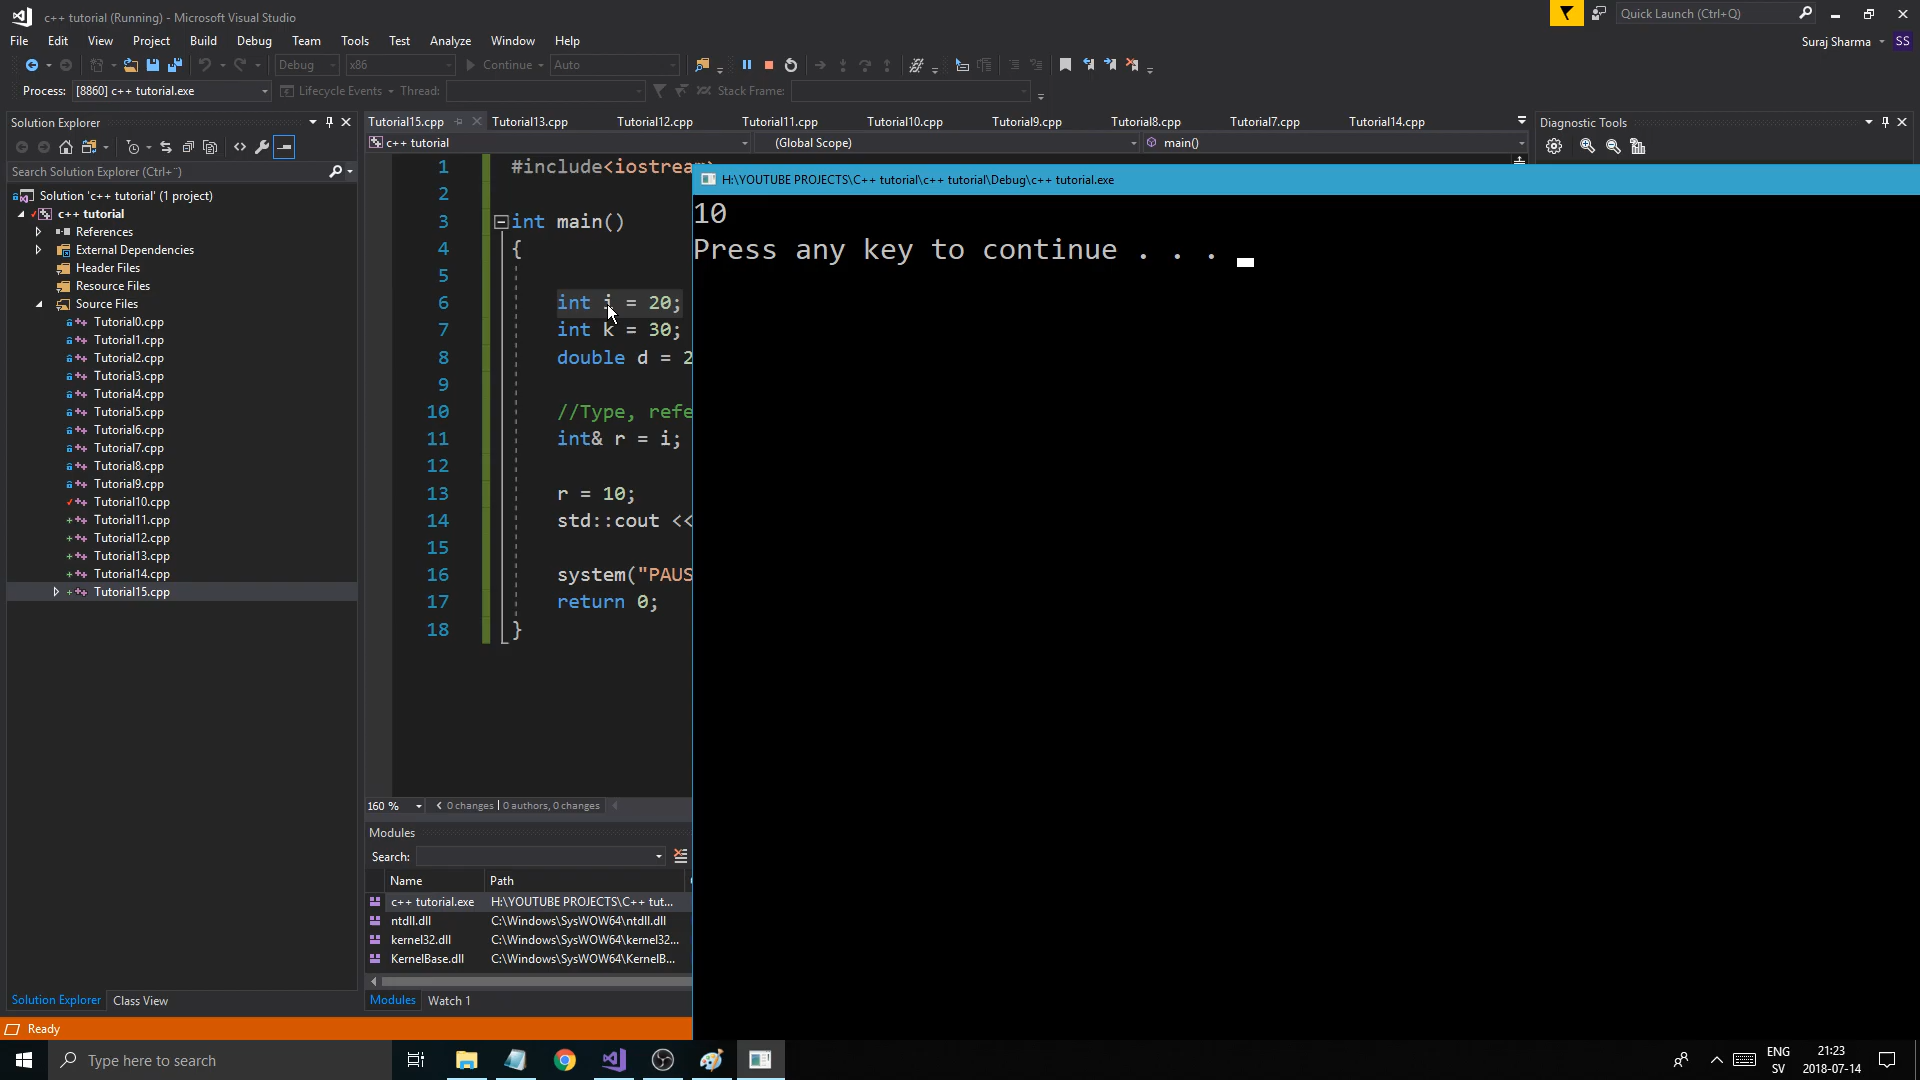 c++ tutorial (Running) - Microsoft Visual Studio
Quick Launch (Ctrl+Q)
File Edit View Project Build Debug Team Tools Test Analyze Window Help
Suraj Sharma SS
Debug x86 Continue Auto
Process: [8860] c++ tutorial.exe Lifecycle Events Thread: Stack Frame:
Solution Explorer
Search Solution Explorer (Ctrl+¨)
Solution 'c++ tutorial' (1 project)
c++ tutorial
References
External Dependencies
Header Files
Resource Files
Source Files
Tutorial0.cpp
Tutorial1.cpp
Tutorial2.cpp
Tutorial3.cpp
Tutorial4.cpp
Tutorial5.cpp
Tutorial6.cpp
Tutorial7.cpp
Tutorial8.cpp
Tutorial9.cpp
Tutorial10.cpp
Tutorial11.cpp
Tutorial12.cpp
Tutorial13.cpp
Tutorial14.cpp
Tutorial15.cpp
Solution Explorer Class View
Tutorial15.cpp Tutorial13.cpp Tutorial12.cpp Tutorial11.cpp Tutorial10.cpp Tutorial9.cpp Tutorial8.cpp Tutorial7.cpp Tutorial14.cpp
c++ tutorial (Global Scope) main()
1 #include<iostream>
2
3 int main()
4 {
5
6 int i = 20;
7 int k = 30;
8 double d = 2
9
10 //Type, refe
11 int& r = i;
12
13 r = 10;
14 std::cout <<
15
16 system("PAUS
17 return 0;
18 }
160 % 0 changes | 0 authors, 0 changes
Modules
Search:
Name Path
c++ tutorial.exe H:\YOUTUBE PROJECTS\C++ tut...
ntdll.dll C:\Windows\SysWOW64\ntdll.dll
kernel32.dll C:\Windows\SysWOW64\kernel32...
KernelBase.dll C:\Windows\SysWOW64\KernelB...
Modules Watch 1
Diagnostic Tools
H:\YOUTUBE PROJECTS\C++ tutorial\c++ tutorial\Debug\c++ tutorial.exe
10
Press any key to continue . . .
Ready
Type here to search
ENG
SV
21:23
2018-07-14